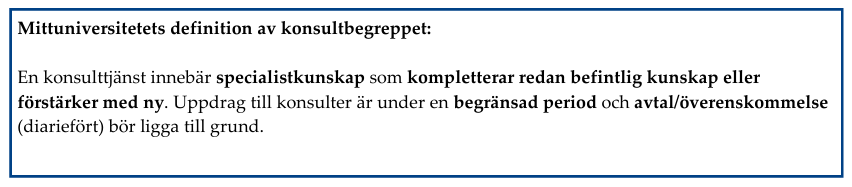 Mittuniversitetets definition av konsultbegreppet:
En konsulttjänst innebär specialistkunskap som kompletterar redan befintlig kunskap eller
förstärker med ny. Uppdrag till konsulter är under en begränsad period och avtal/överenskommelse
(diariefört) bör ligga till grund.